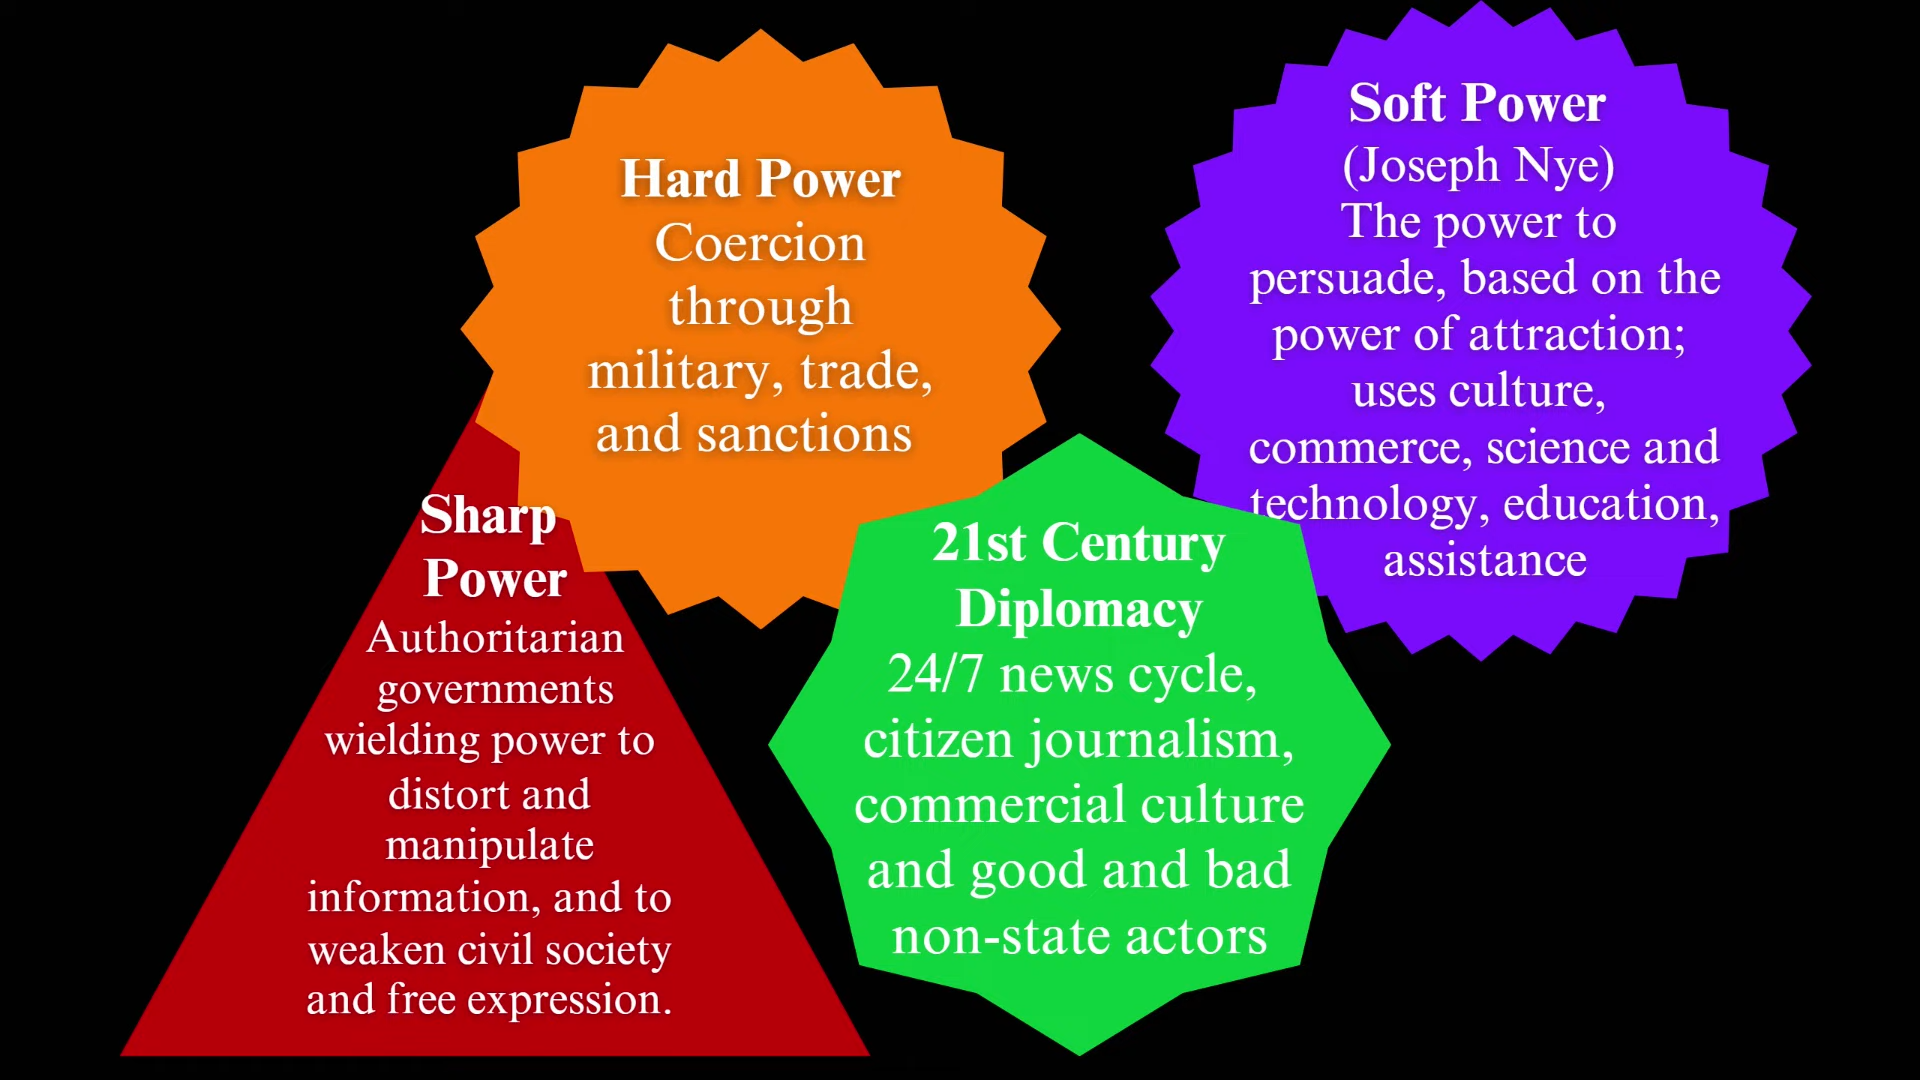 Hard Power
Coercion
through
military, trade,
and sanctions
Soft Power
(Joseph Nye)
The power to
persuade, based on the
power of attraction;
uses culture,
commerce, science and
technology, education,
assistance
Sharp
Power
Authoritarian
governments
wielding power to
distort and
manipulate
information, and to
weaken civil society
and free expression.
21st Century
Diplomacy
24/7 news cycle,
citizen journalism,
commercial culture
and good and bad
non-state actors